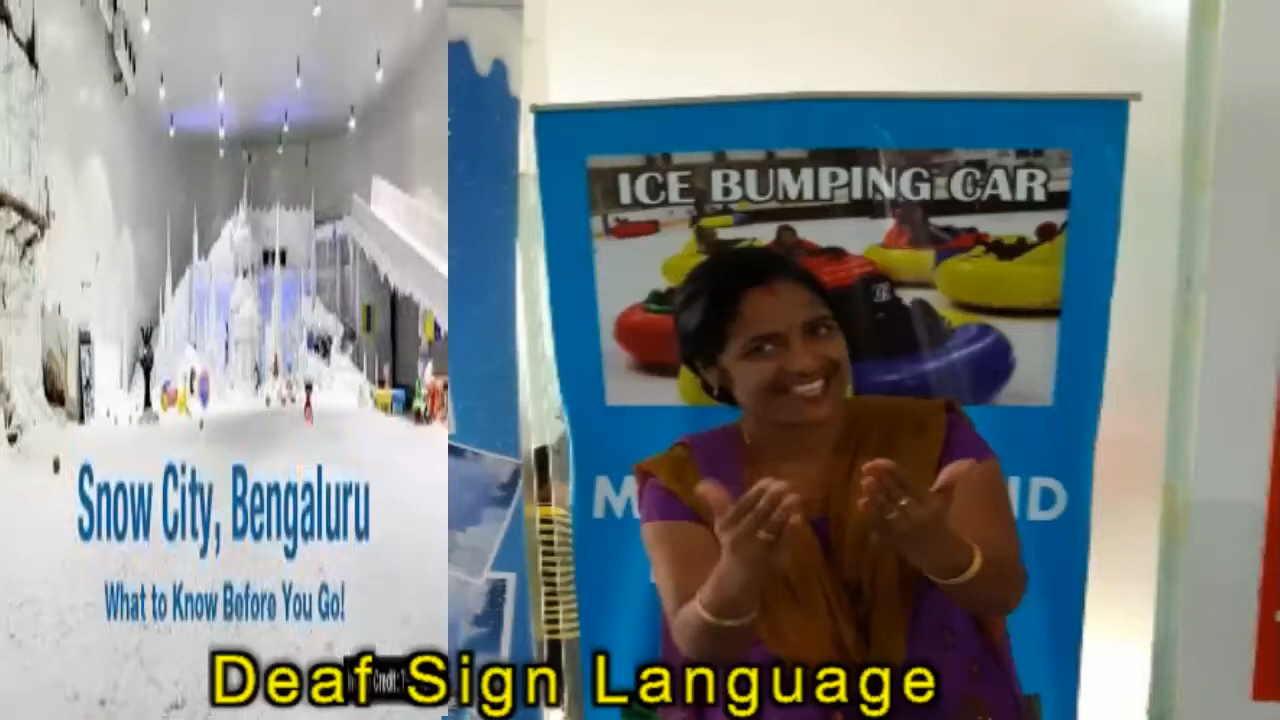 Snow City, Bengaluru
What to Know Before You Go!
ICE BUMPING CAR
Deaf Sign Language